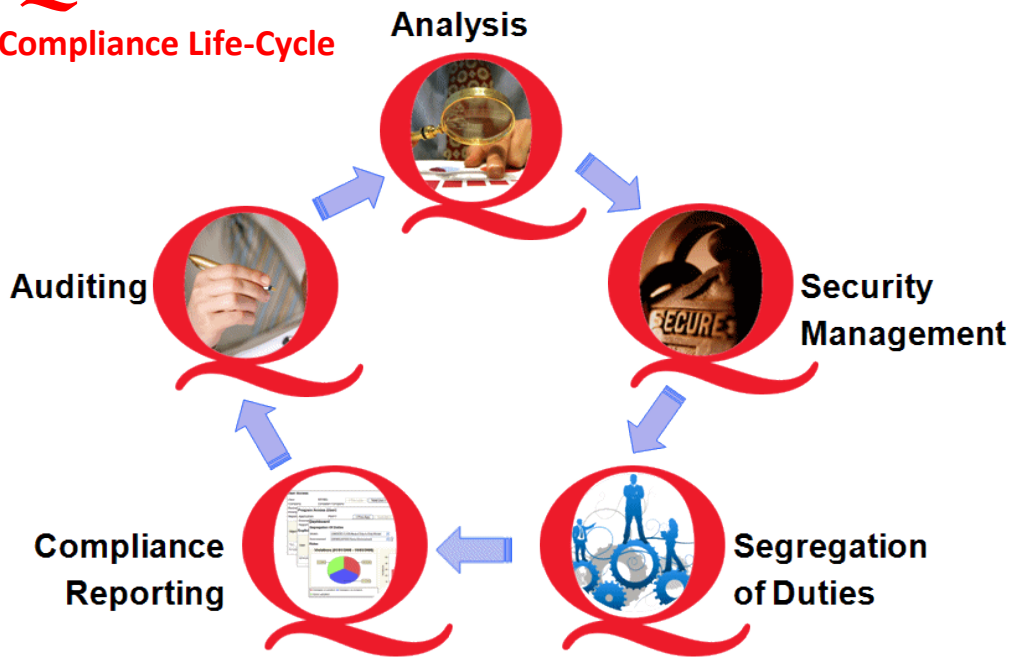 Compliance Life-Cycle
Analysis
Auditing
SECURE
Security
Management
Compliance
Reporting
Segregation
of Duties